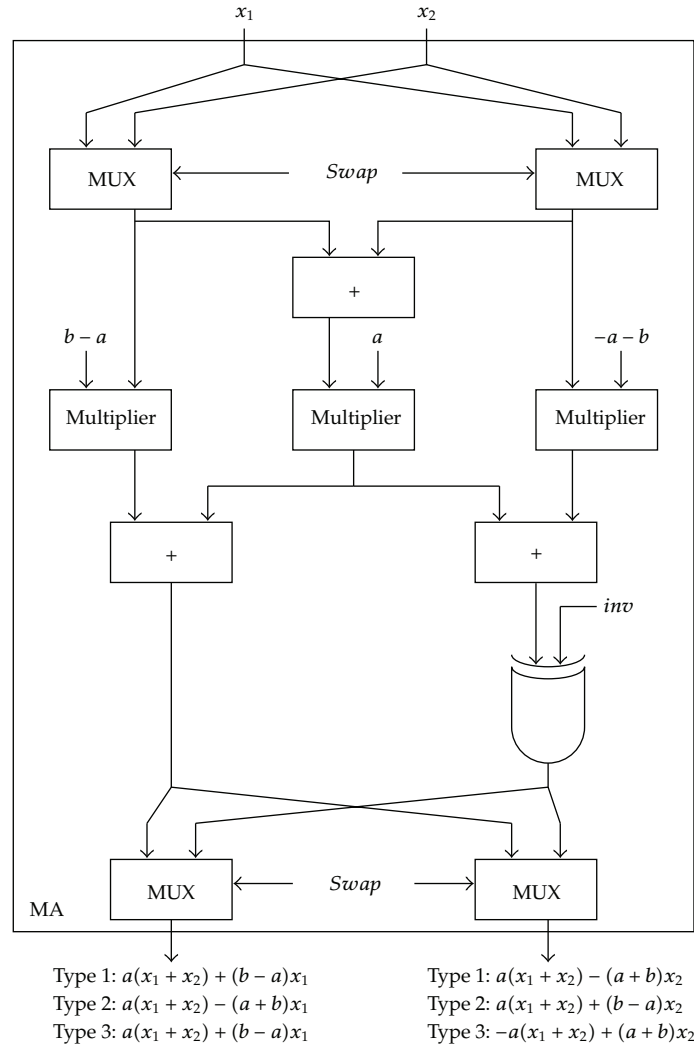 x₁ x₂
MUX Swap MUX
+
b − a a −a − b
Multiplier Multiplier Multiplier
+ +
inv
MUX Swap MUX
MA
Type 1: a(x₁ + x₂) + (b − a)x₁
Type 2: a(x₁ + x₂) − (a + b)x₁
Type 3: a(x₁ + x₂) + (b − a)x₁
Type 1: a(x₁ + x₂) − (a + b)x₂
Type 2: a(x₁ + x₂) + (b − a)x₂
Type 3: −a(x₁ + x₂) + (a + b)x₂